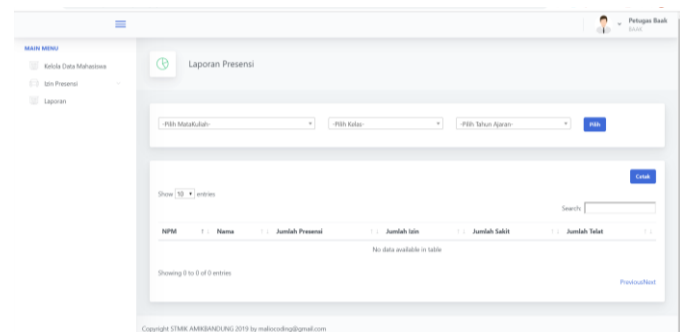 Petugas Baak
BAAK
MAIN MENU
Kelola Data Mahasiswa
Izin Presensi
Laporan
Laporan Presensi
-Pilih MataKuliah-
-Pilih Kelas-
-Pilih Tahun Ajaran-
Pilih
Cetak
Show 10 entries
Search:
NPM Nama Jumlah Presensi Jumlah Izin Jumlah Sakit Jumlah Telat
No data available in table
Showing 0 to 0 of 0 entries
PreviousNext
Copyright STMIK AMIKBANDUNG 2019 by maliocoding@gmail.com